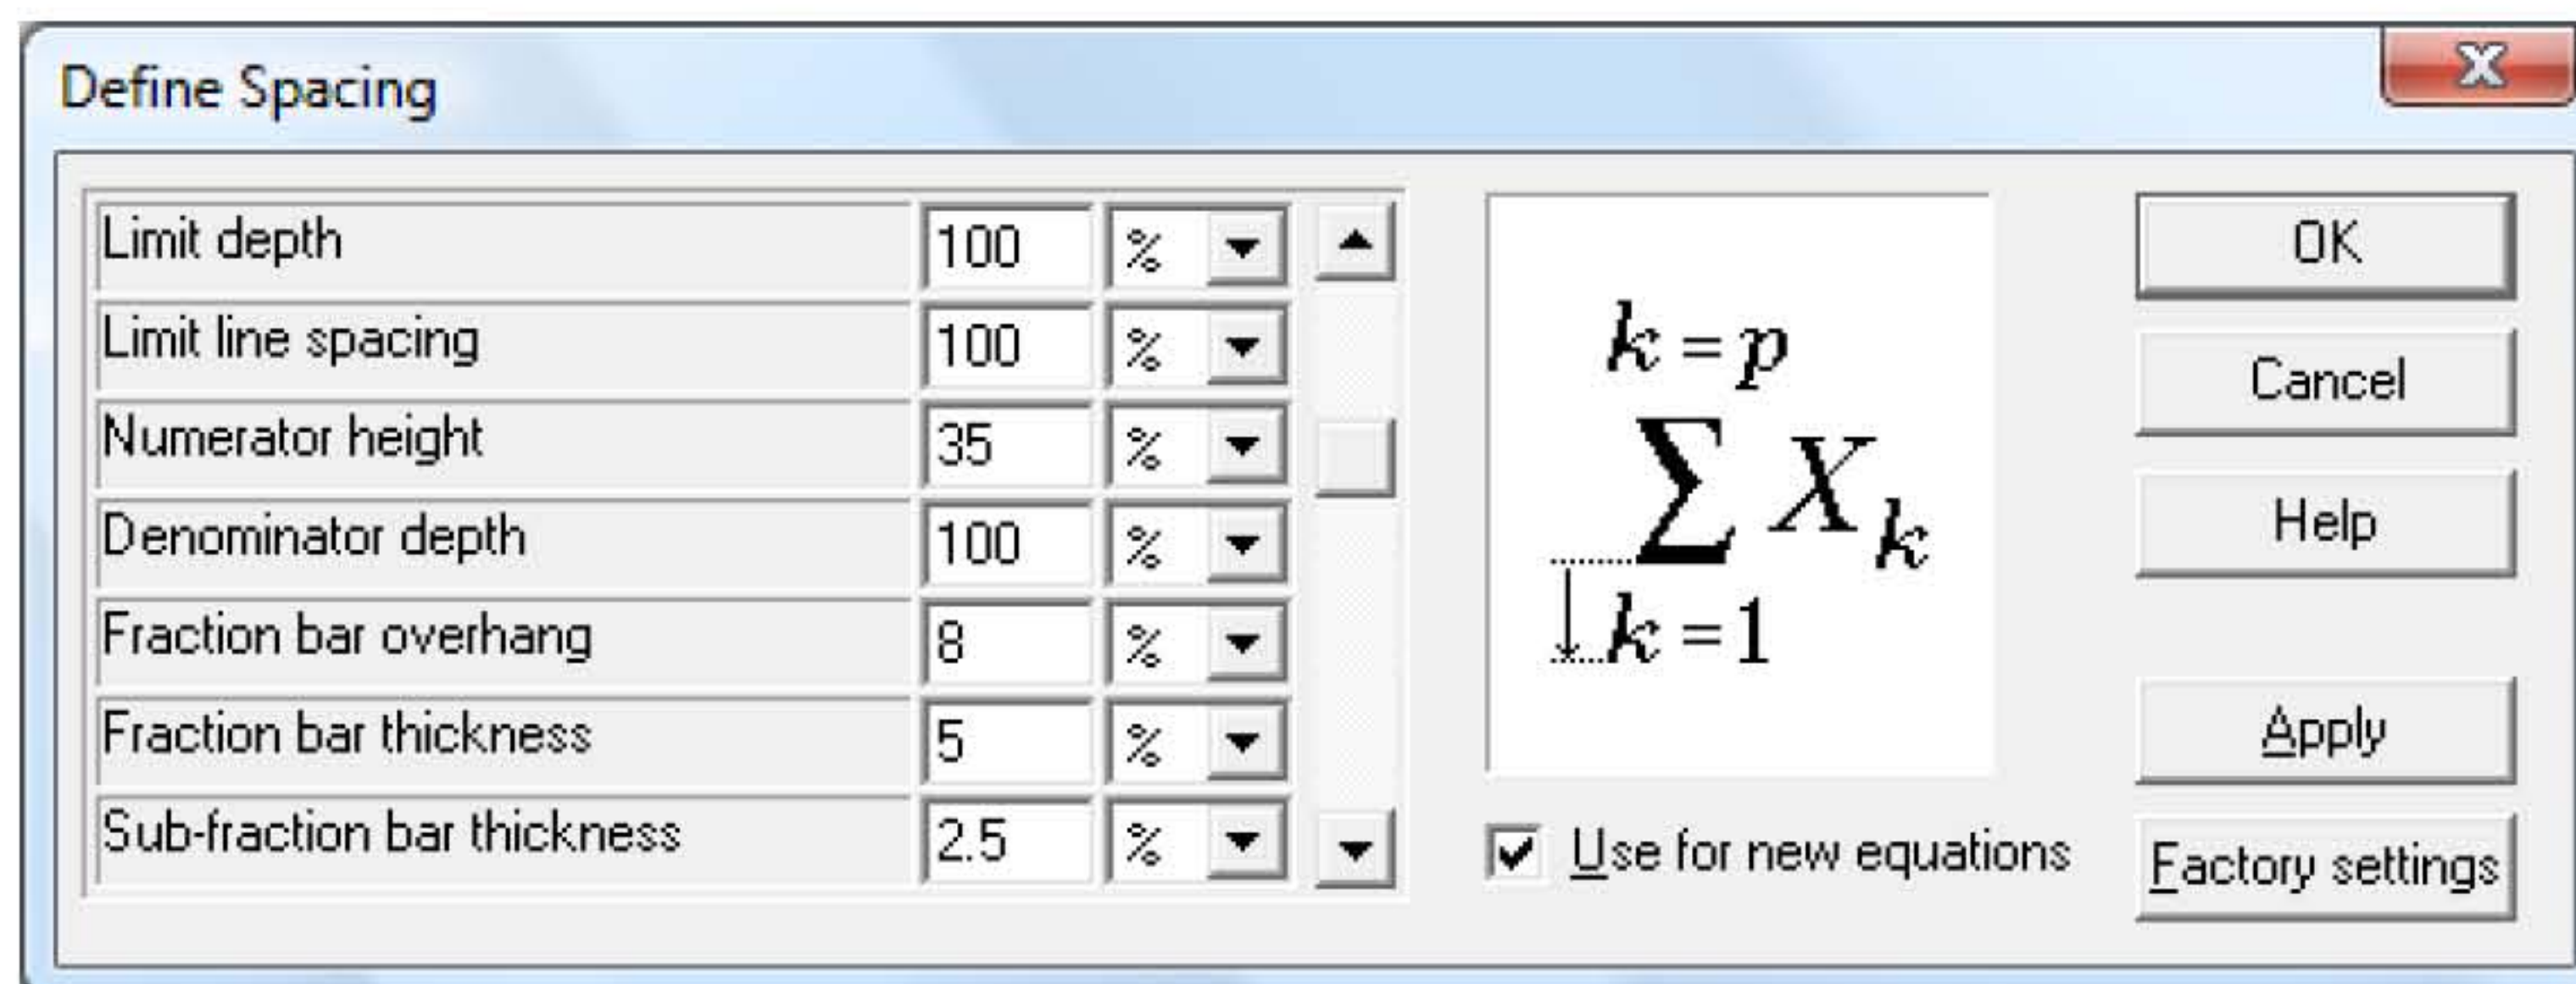 Define Spacing
Limit depth 100 %
Limit line spacing 100 %
Numerator height 35 %
Denominator depth 100 %
Fraction bar overhang 8 %
Fraction bar thickness 5 %
Sub-fraction bar thickness 2.5 %
k = p
∑ X k
k = 1
Use for new equations
OK
Cancel
Help
Apply
Factory settings